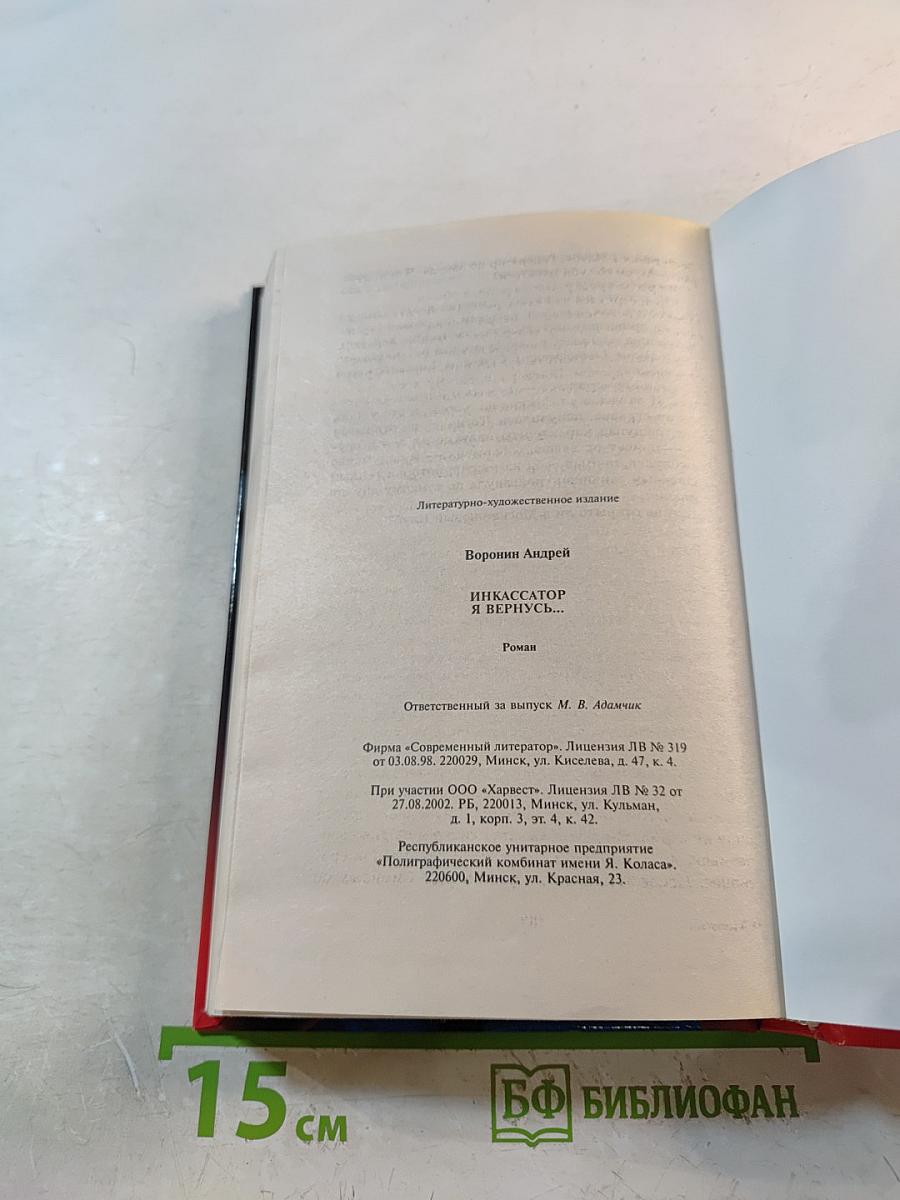 Литературно-художественное издание
Воронин Андрей
ИНКАССАТОР
Я ВЕРНУСЬ...
Роман
Ответственный за выпуск М. В. Адамчик
Фирма «Современный литератор». Лицензия ЛВ № 319
от 03.08.98. 220029, Минск, ул. Киселева, д. 47, к. 4.
При участии ООО «Харвест». Лицензия ЛВ № 32 от
27.08.2002. РБ, 220013, Минск, ул. Кульман,
д. 1, корп. 3, эт. 4, к. 42.
Республиканское унитарное предприятие
«Полиграфический комбинат имени Я. Коласа».
220600, Минск, ул. Красная, 23.
15 см
БФ БИБЛИОФАН